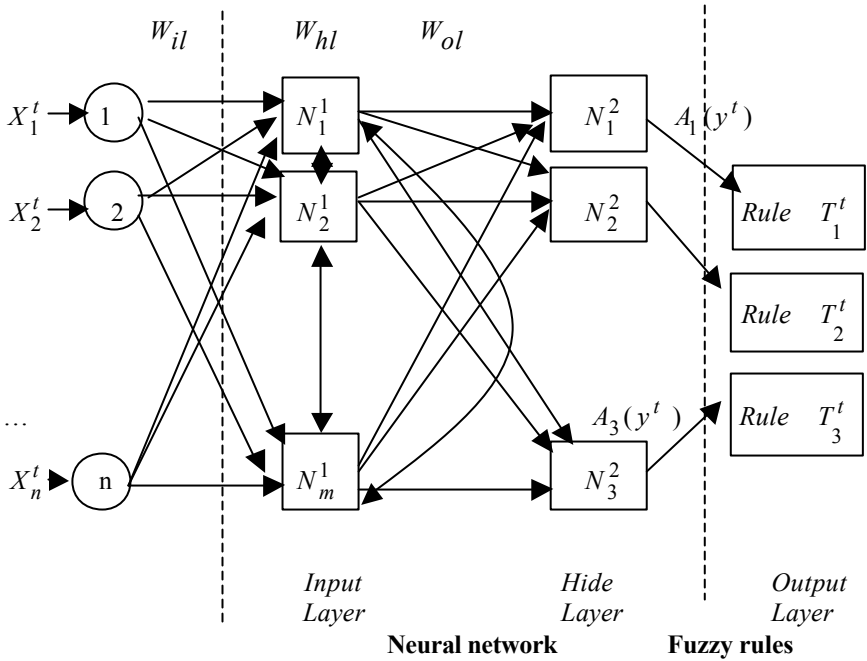 W_il W_hl W_ol
X_1^t 1 N_1^1 N_1^2 A_1(y^t)
X_2^t 2 N_2^1 N_2^2 Rule T_1^t
Rule T_2^t
... A_3(y^t) Rule T_3^t
X_n^t n N_m^1 N_3^2
Input Hide Output
Layer Layer Layer
Neural network Fuzzy rules